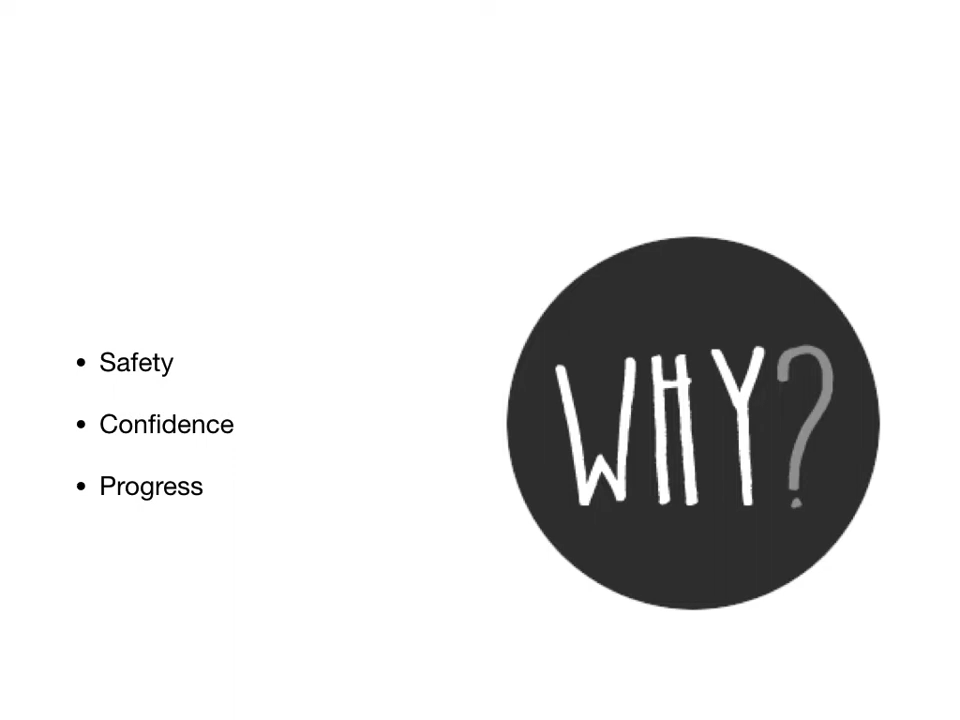 • Safety
• Confidence
• Progress
WHY?